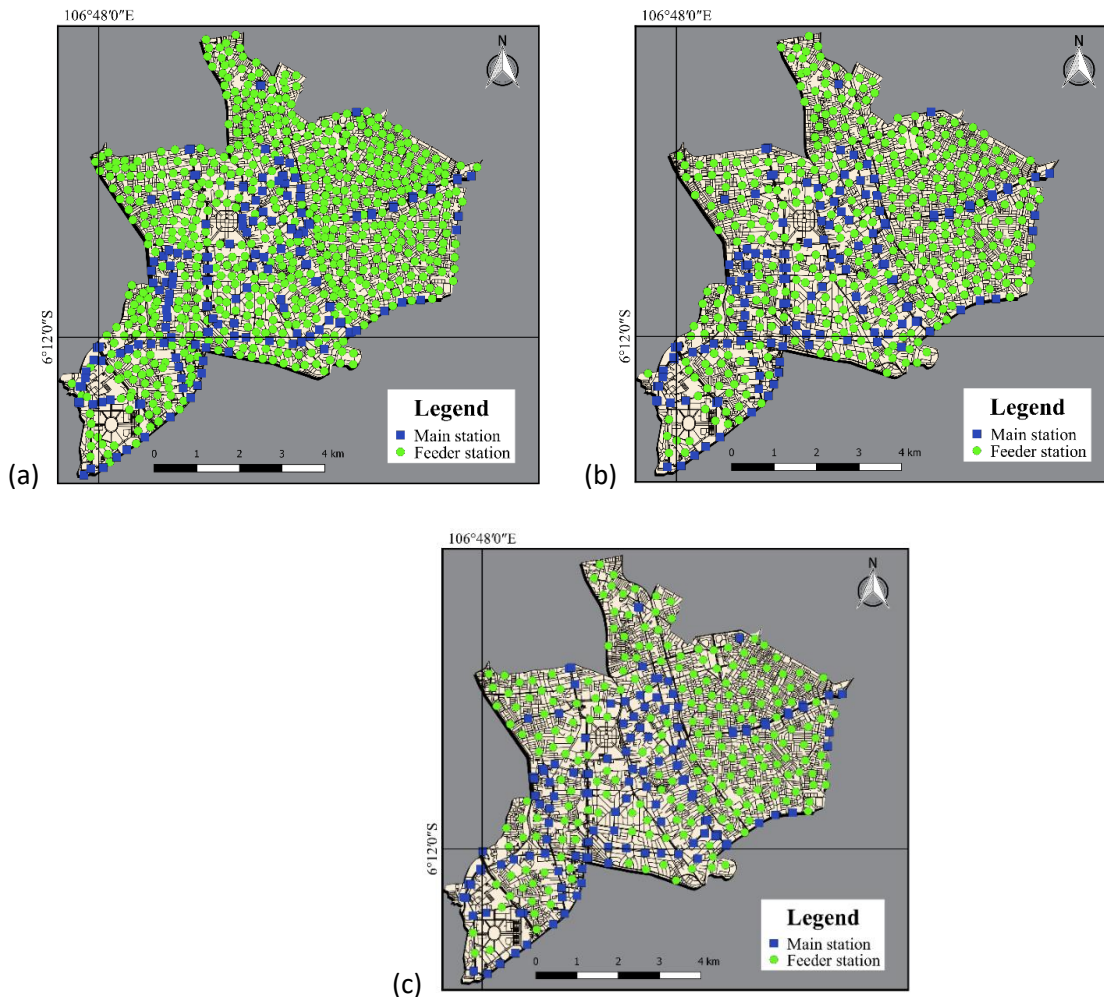 106°48′0″E
N
6°12′0″S
Legend
Main station
Feeder station
0 1 2 3 4 km
(a)
106°48′0″E
N
6°12′0″S
Legend
Main station
Feeder station
0 1 2 3 4 km
(b)
106°48′0″E
N
6°12′0″S
Legend
Main station
Feeder station
0 1 2 3 4 km
(c)